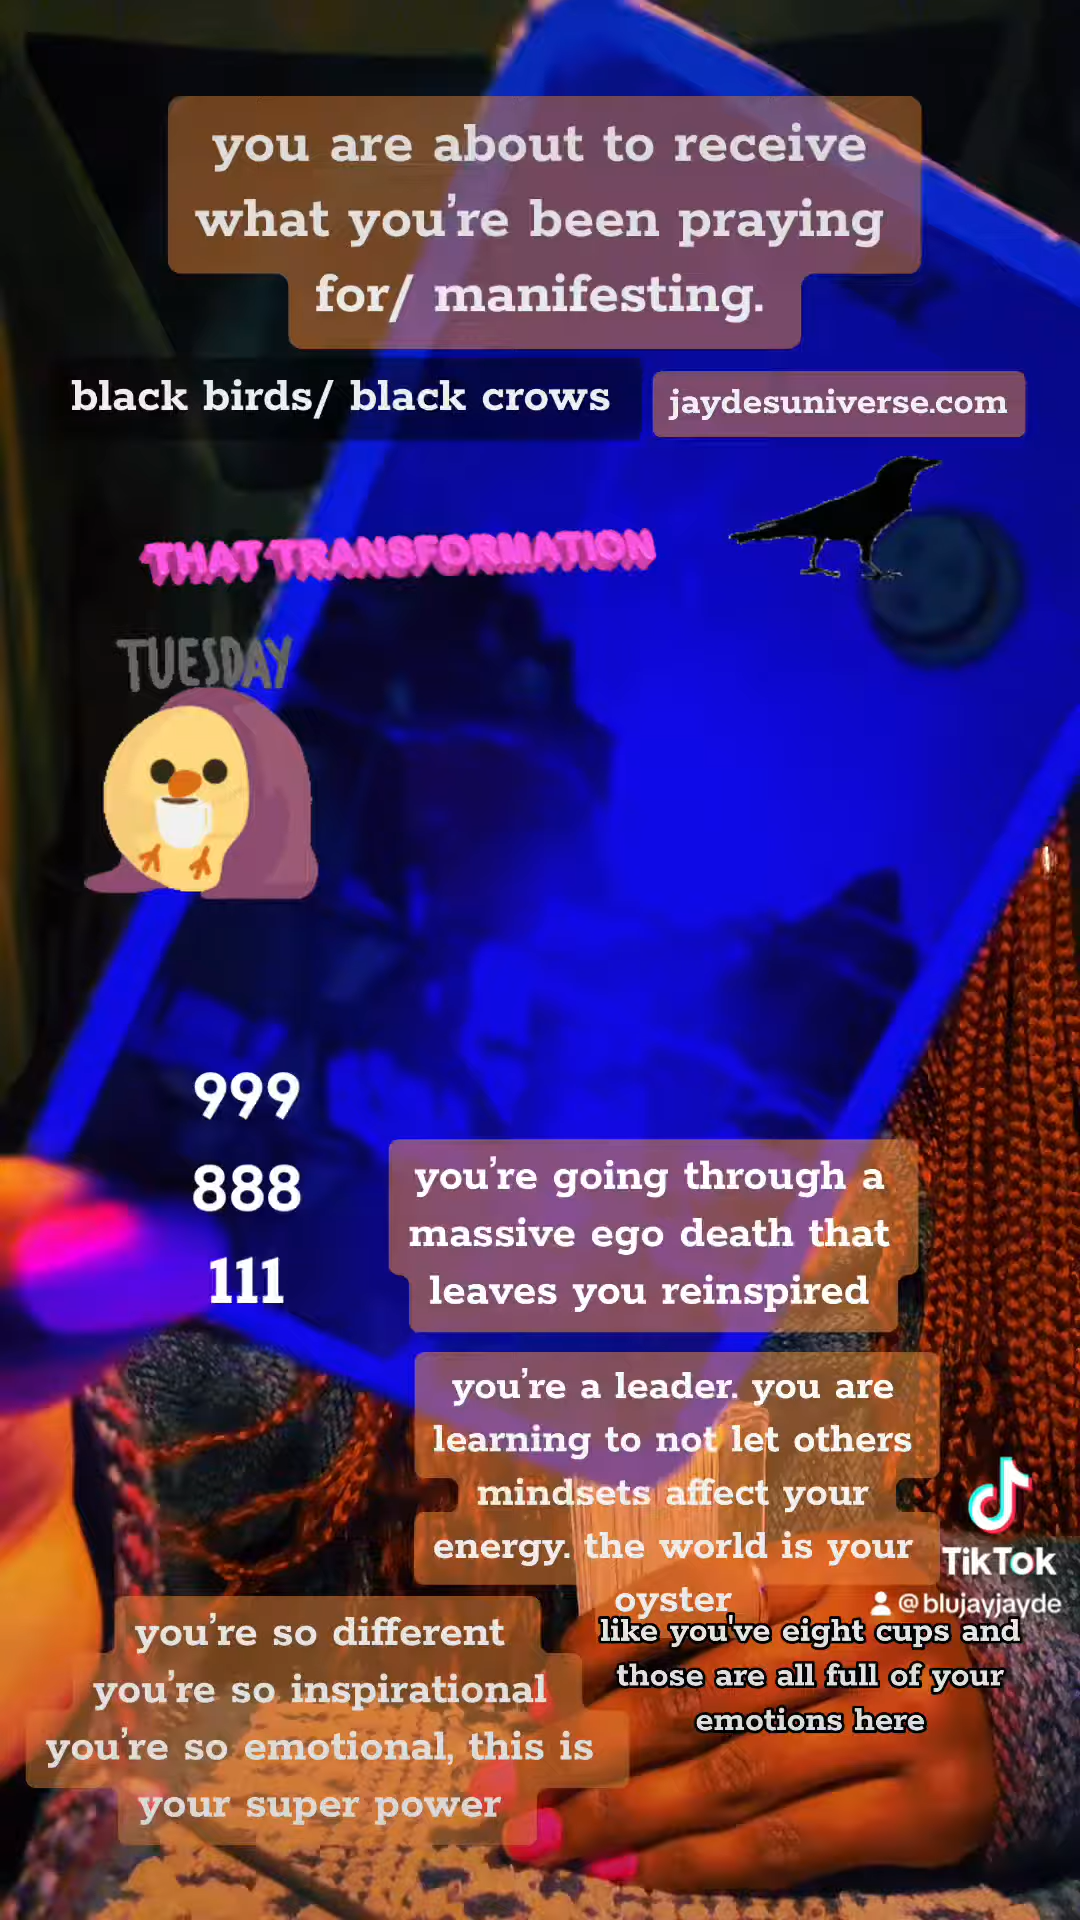 you are about to receive
what you're been praying
for/ manifesting.
black birds/ black crows
jaydesuniverse.com
THAT TRANSFORMATION
TUESDAY
999
888
111
you're going through a
massive ego death that
leaves you reinspired
you're a leader. you are
learning to not let others
mindsets affect your
energy. the world is your
oyster
TikTok
@blujayjayde
like you've eight cups and
those are all full of your
emotions here
you're so different
you're so inspirational
you're so emotional, this is
your super power